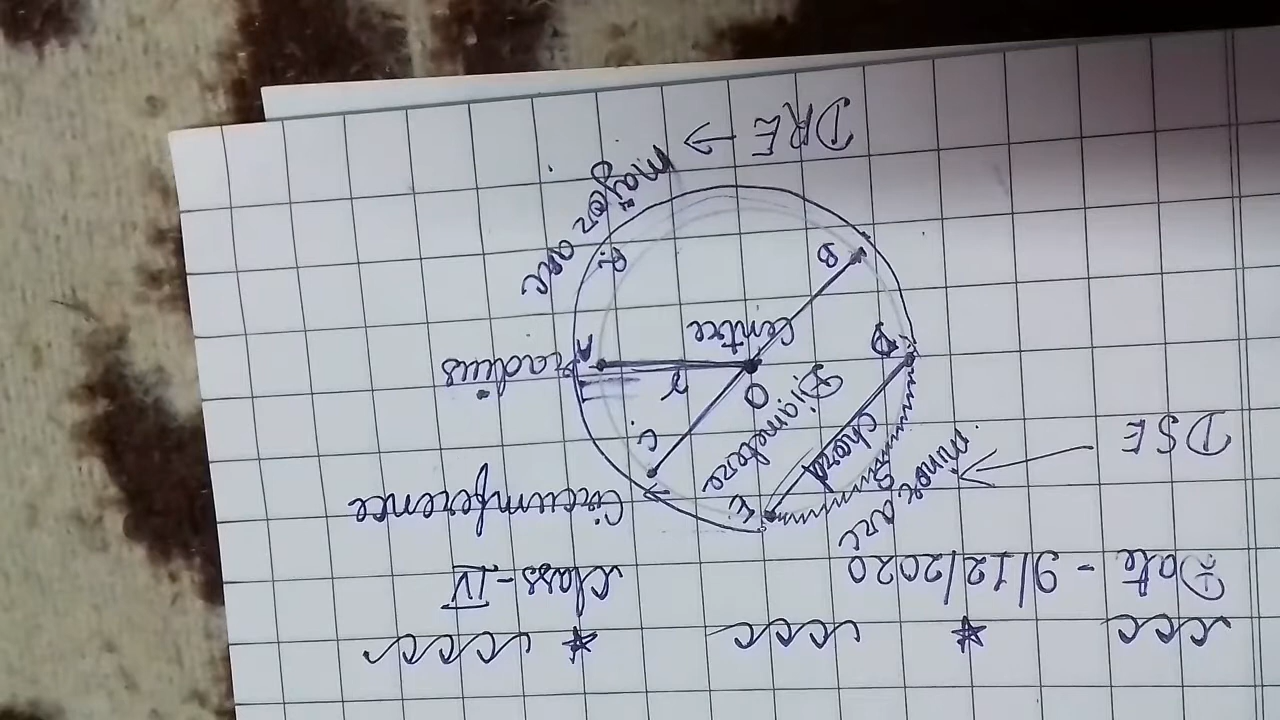 Date - 9/12/2020 Class-IV
Circumference
minor arc
DSE →
E
S
C
Chord
Diameter
O
r
A
radius
D
Centre
B
R
major arc
DRE →